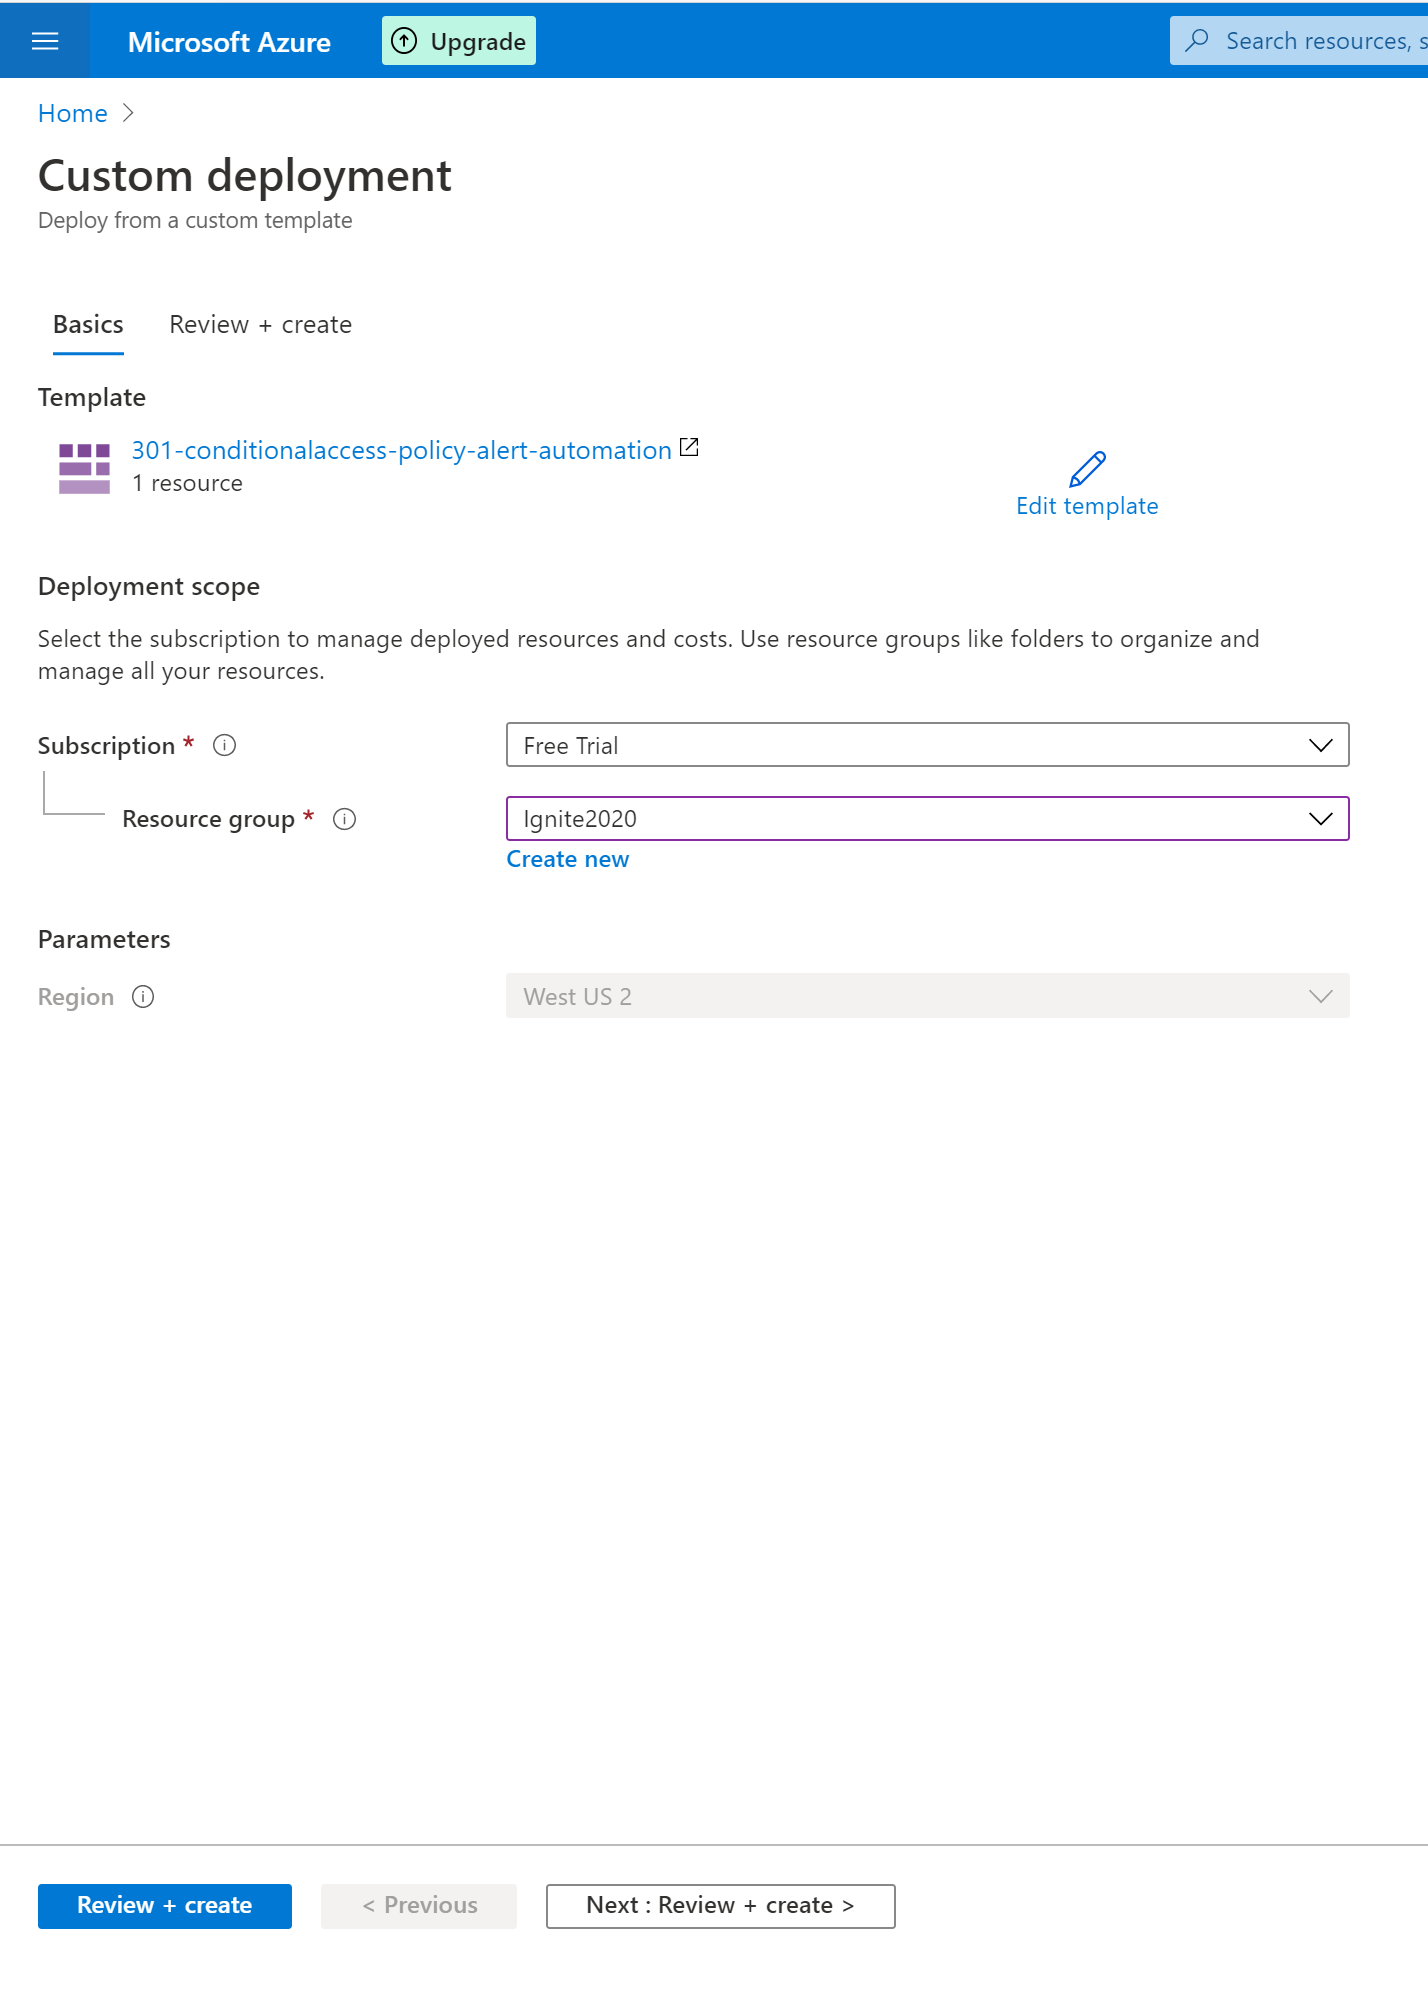 Microsoft Azure
Upgrade
Search resources, s
Home
Custom deployment
Deploy from a custom template
Basics
Review + create
Template
301-conditionalaccess-policy-alert-automation
1 resource
Edit template
Deployment scope
Select the subscription to manage deployed resources and costs. Use resource groups like folders to organize and
manage all your resources.
Subscription *
Free Trial
Resource group *
Ignite2020
Create new
Parameters
Region
West US 2
Review + create
< Previous
Next : Review + create >